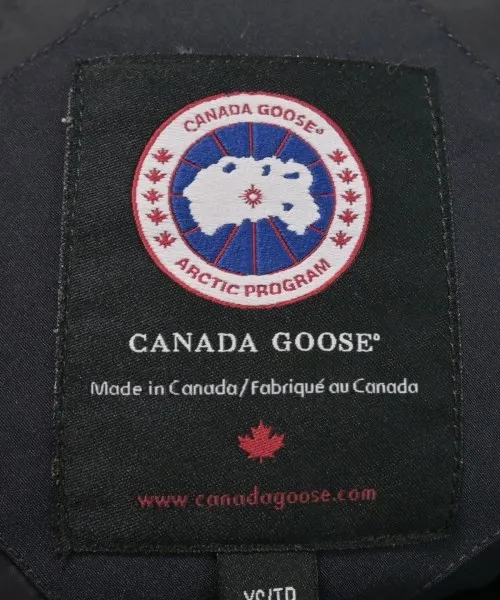 CANADA GOOSE®
ARCTIC PROGRAM
CANADA GOOSE®
Made in Canada/Fabriqué au Canada
www.canadagoose.com